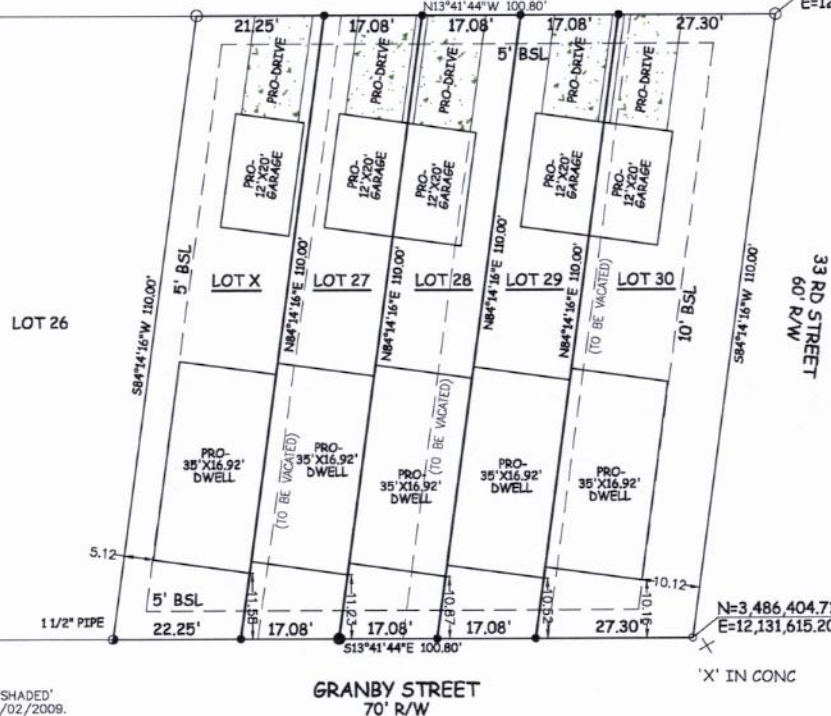 N13°41'44"W 100.80'
E=12
21.25'
17.08'
17.08'
17.08'
27.30'
5' BSL
PRO-DRIVE
PRO-DRIVE
PRO-DRIVE
PRO-DRIVE
PRO-DRIVE
PRO-
12'X20'
GARAGE
PRO-
12'X20'
GARAGE
PRO-
12'X20'
GARAGE
PRO-
12'X20'
GARAGE
PRO-
12'X20'
GARAGE
LOT 26
S84°14'16"W 110.00'
5' BSL
LOT X
N84°14'16"E 110.00'
LOT 27
N84°14'16"E 110.00'
LOT 28
N84°14'16"E 110.00'
LOT 29
N84°14'16"E 110.00'
(TO BE VACATED)
LOT 30
10' BSL
S84°14'16"W 110.00'
33 RD STREET
60' R/W
PRO-
35'X16.92'
DWELL
(TO BE VACATED)
PRO-
35'X16.92'
DWELL
PRO-
35'X16.92'
DWELL
(TO BE VACATED)
PRO-
35'X16.92'
DWELL
PRO-
35'X16.92'
DWELL
5.12
5' BSL
11.58
11.23
10.87
10.52
10.16
10.12
1 1/2" PIPE
22.25'
17.08'
17.08'
17.08'
27.30'
S13°41'44"E 100.80'
N=3,486,404.7
E=12,131,615.20
X
'X' IN CONC
SHADED'
/02/2009.
GRANBY STREET
70' R/W